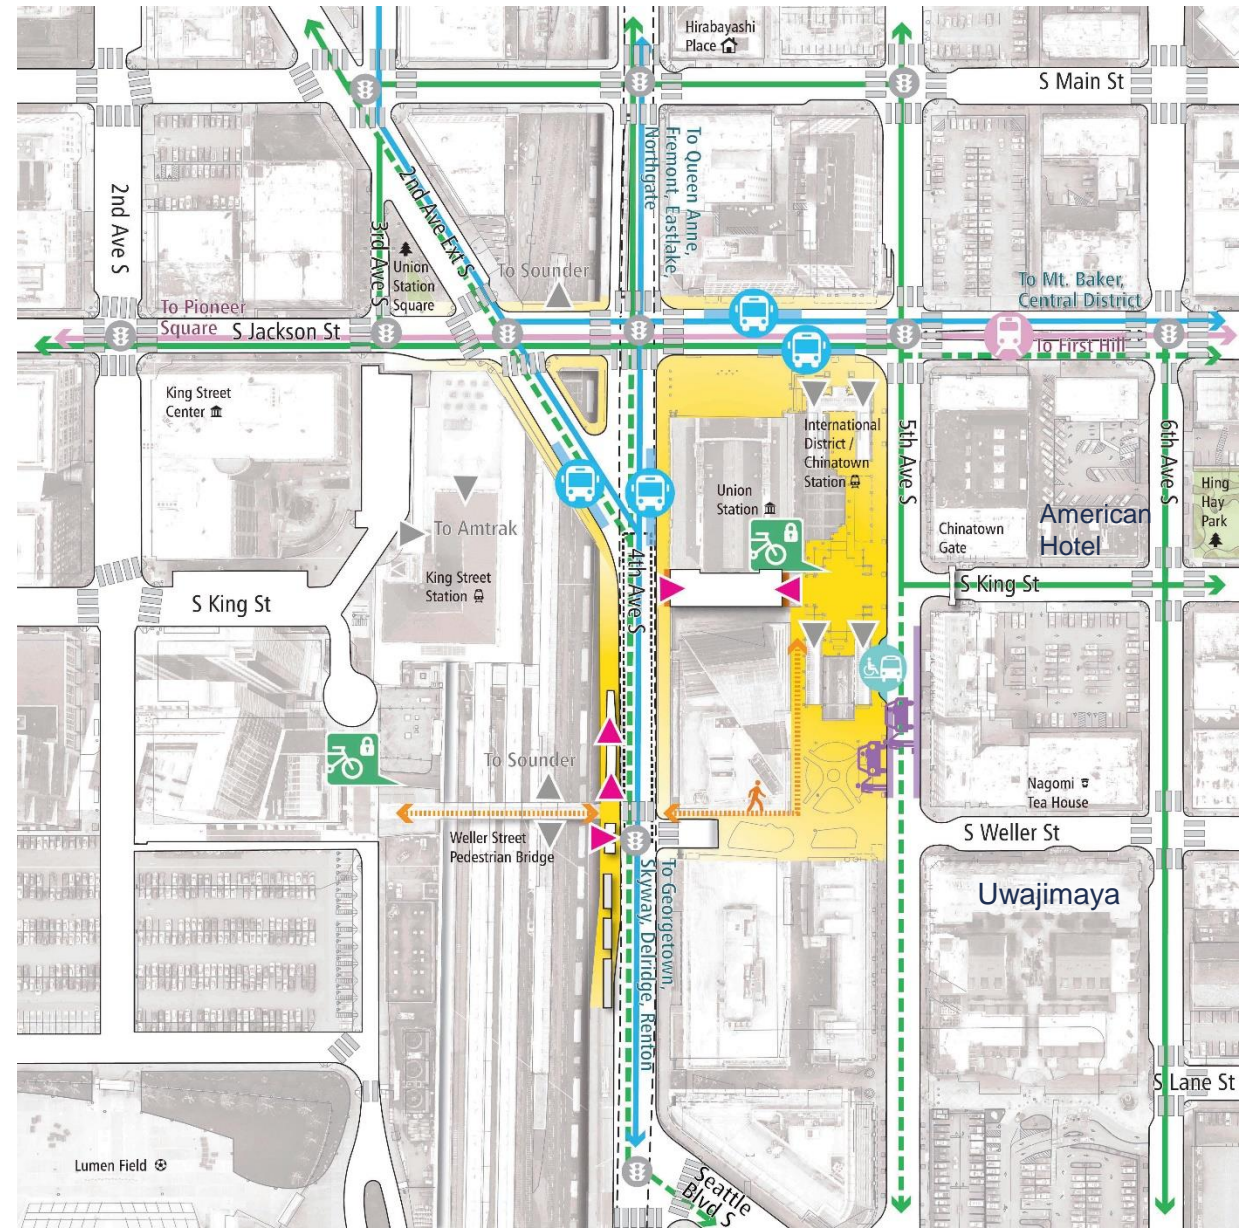 Hirabayashi
Place
S Main St
2nd Ave S
3rd Ave S
2nd Ave Ext S
To Queen Anne,
Fremont, Eastlake,
Northgate
Union
Station
Square
To Sounder
To Mt. Baker,
Central District
To Pioneer
Square
S Jackson St
To First Hill
King Street
Center
International
District /
Chinatown
Station
5th Ave S
6th Ave S
Hing
Hay
Park
Union
Station
To Amtrak
4th Ave S
Chinatown
Gate
American
Hotel
King Street
Station
S King St
S King St
To Sounder
Weller Street
Pedestrian Bridge
Nagomi
Tea House
S Weller St
To Georgetown,
Skyway, Delridge, Renton
Uwajimaya
S Lane St
Lumen Field
Seattle
Blvd S